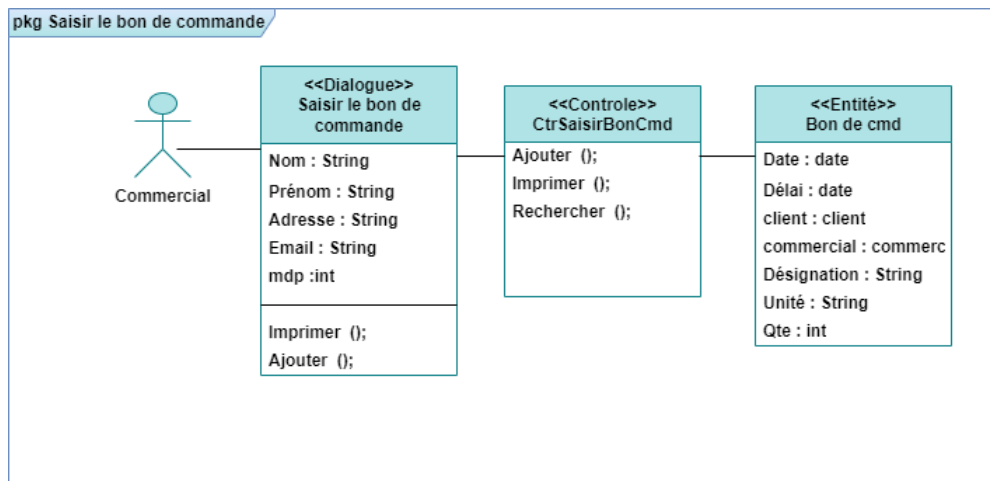 pkg Saisir le bon de commande
Commercial
<<Dialogue>>
Saisir le bon de
commande
Nom : String
Prénom : String
Adresse : String
Email : String
mdp :int
Imprimer ();
Ajouter ();
<<Controle>>
CtrSaisirBonCmd
Ajouter ();
Imprimer ();
Rechercher ();
<<Entité>>
Bon de cmd
Date : date
Délai : date
client : client
commercial : commerc
Désignation : String
Unité : String
Qte : int